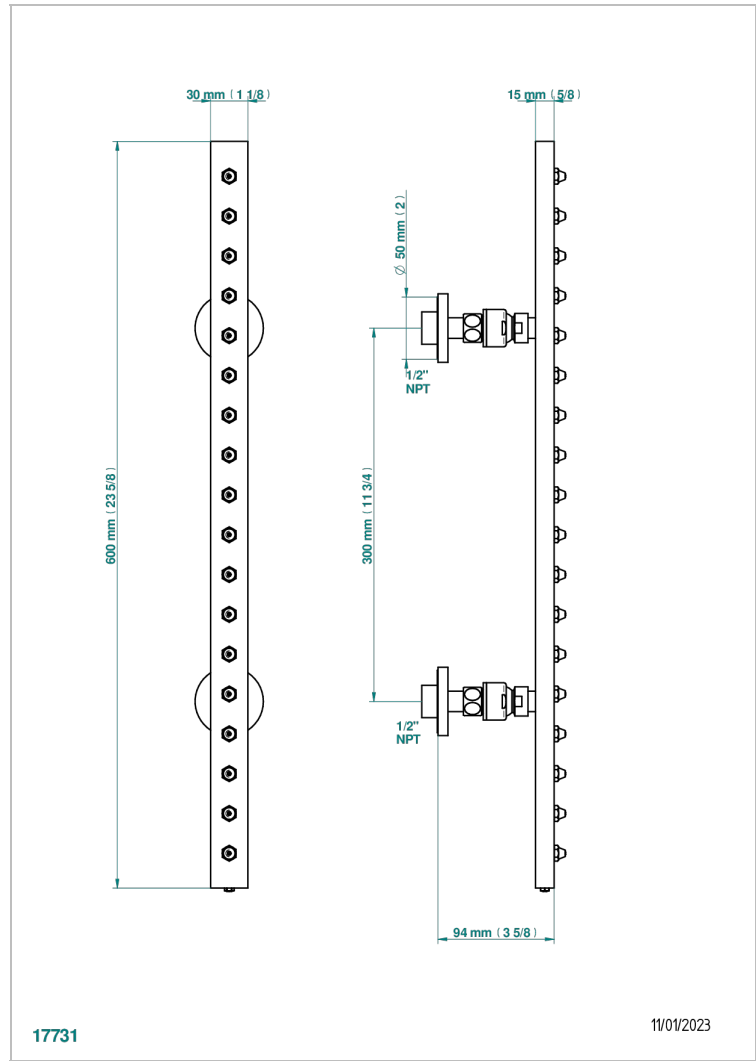 30 mm ( 1 1/8 )
15 mm ( 5/8 )
Ø 50 mm ( 2 )
1/2"
NPT
600 mm ( 23 5/8 )
300 mm ( 11 3/4 )
1/2"
NPT
94 mm ( 3 5/8 )
11/01/2023
17731